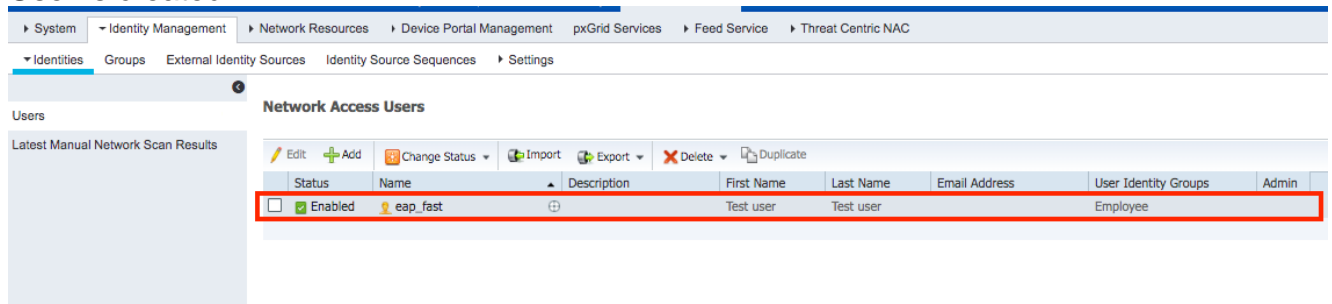 System Identity Management Network Resources Device Portal Management pxGrid Services Feed Service Threat Centric NAC
Identities Groups External Identity Sources Identity Source Sequences Settings
Users
Latest Manual Network Scan Results
Network Access Users
Edit Add Change Status Import Export Delete Duplicate
Status Name Description First Name Last Name Email Address User Identity Groups Admin
Enabled eap_fast Test user Test user Employee